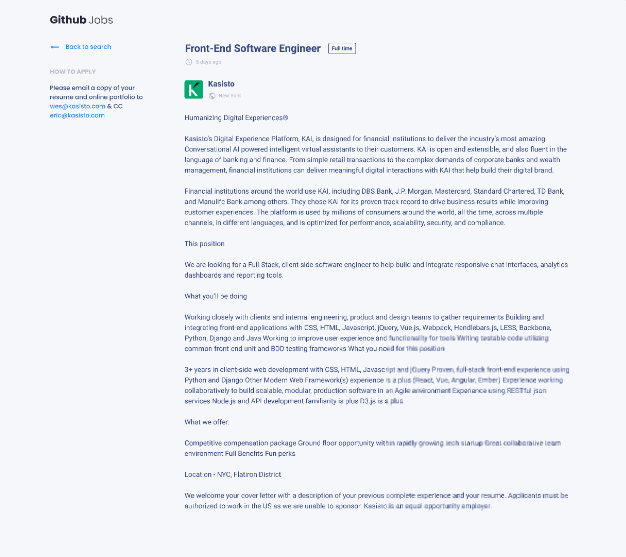 Github Jobs
Back to search
HOW TO APPLY
Please email a copy of your
resume and online portfolio to
wes@kasisto.com & CC
eric@kasisto.com
Front-End Software Engineer
Full time
5 days ago
Kasisto
New York
Humanizing Digital Experiences®
Kasisto's Digital Experience Platform, KAI, is designed for financial institutions to deliver the industry's most amazing
Conversational AI powered intelligent virtual assistants to their customers. KAI is open and extensible, and also fluent in the
language of banking and finance. From simple retail transactions to the complex demands of corporate banks and wealth
management, financial institutions can deliver meaningful digital interactions with KAI that help build their digital brand.
Financial institutions around the world use KAI, including DBS Bank, J.P. Morgan, Mastercard, Standard Chartered, TD Bank,
and Manulife Bank among others. They chose KAI for its proven track record to drive business results while improving
customer experiences. The platform is used by millions of consumers around the world, all the time, across multiple
channels, in different languages, and is optimized for performance, scalability, security, and compliance.
This position
We are looking for a Full-Stack, client side software engineer to help build and integrate responsive chat interfaces, analytics
dashboards and reporting tools.
What you'll be doing
Working closely with clients and internal engineering, product and design teams to gather requirements Building and
integrating front-end applications with CSS, HTML, Javascript, jQuery, Vue.js, Webpack, Handlebars.js, LESS, Backbone,
Python, Django and Java Working to improve user experience and functionality for tools Writing testable code utilizing
common front end unit and BDD testing frameworks What you need for this position
3+ years in client-side web development with CSS, HTML, Javascript and jQuery Proven, full-stack front-end experience using
Python and Django Other Modern Web Framework(s) experience is a plus (React, Vue, Angular, Ember) Experience working
collaboratively to build scalable, modular, production software in an Agile environment Experience using RESTful json
services Node.js and API development familiarity is plus D3.js is a plus
What we offer:
Competitive compensation package Ground floor opportunity within rapidly growing tech startup Great collaborative team
environment Full Benefits Fun perks
Location - NYC, Flatiron District
We welcome your cover letter with a description of your previous complete experience and your resume. Applicants must be
authorized to work in the US as we are unable to sponsor. Kasisto is an equal opportunity employer.